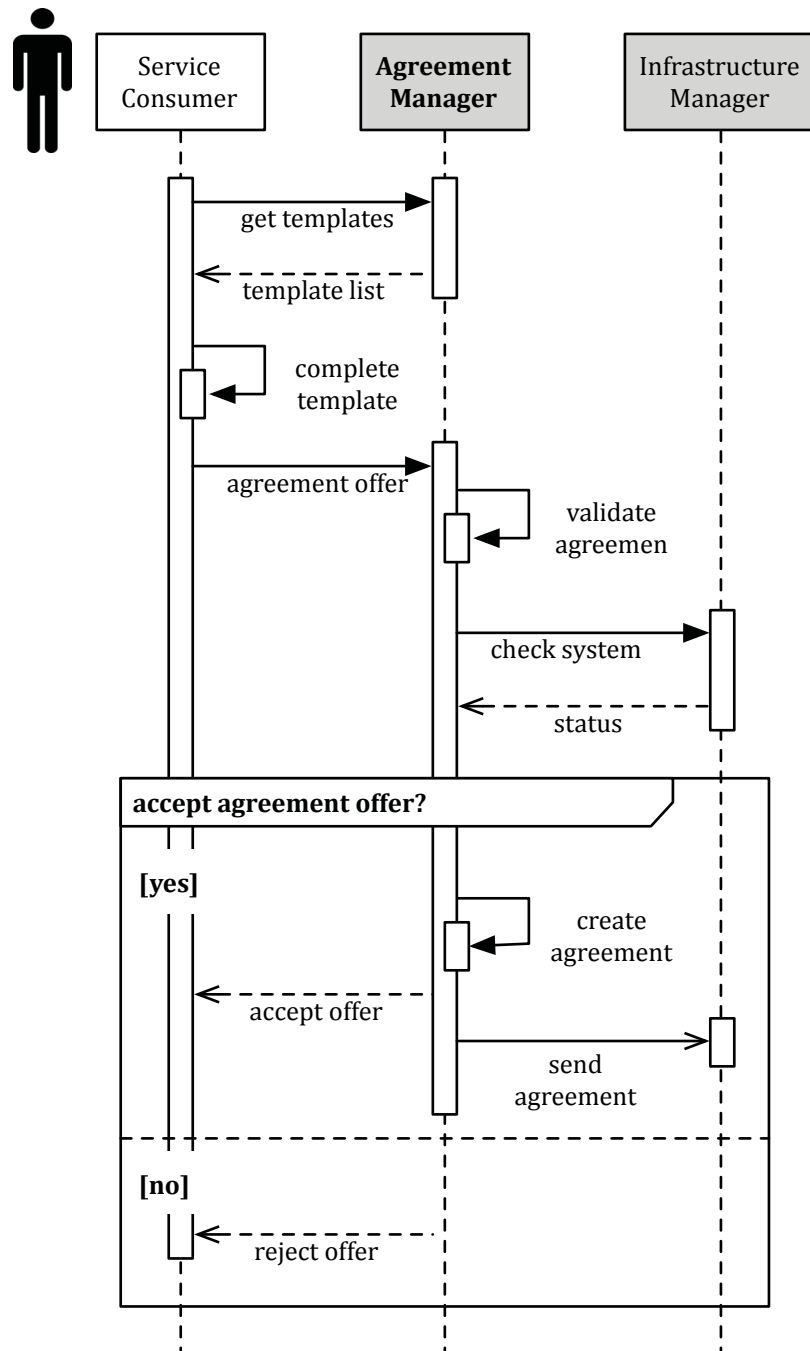 Service
Consumer
Agreement
Manager
Infrastructure
Manager
get templates
template list
complete
template
agreement offer
validate
agreemen
check system
status
accept agreement offer?
[yes]
create
agreement
accept offer
send
agreement
[no]
reject offer